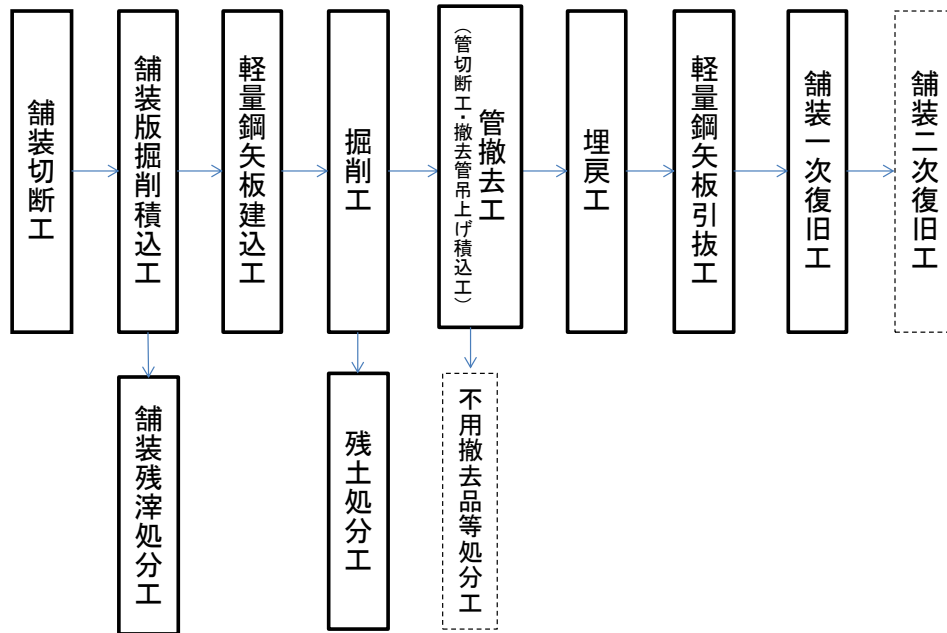 舗装切断工
舗装版掘削積込工
軽量鋼矢板建込工
掘削工
管撤去工
（管切断工・撤去管吊上げ積込工）
埋戻工
軽量鋼矢板引抜工
舗装一次復旧工
舗装二次復旧工
舗装残滓処分工
残土処分工
不用撤去品等処分工